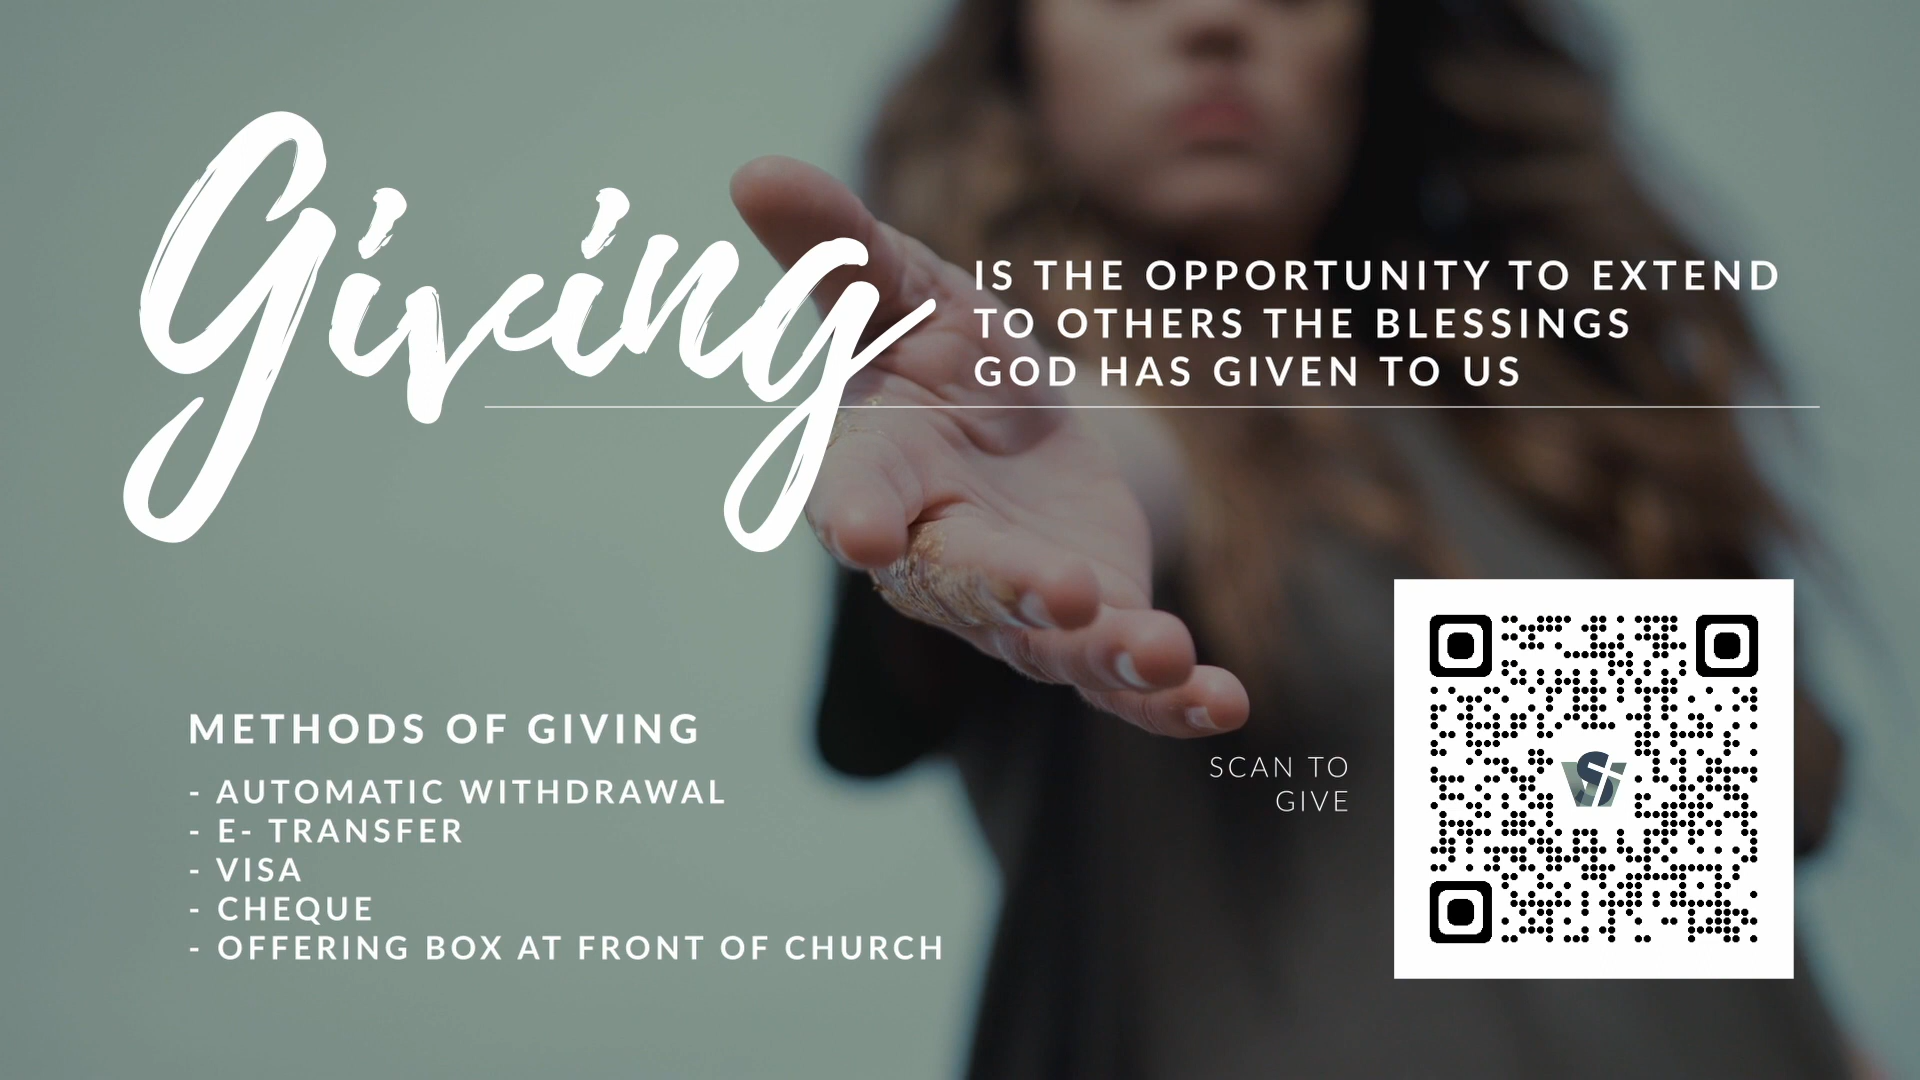 Giving
IS THE OPPORTUNITY TO EXTEND
TO OTHERS THE BLESSINGS
GOD HAS GIVEN TO US
METHODS OF GIVING
- AUTOMATIC WITHDRAWAL
- E- TRANSFER
- VISA
- CHEQUE
- OFFERING BOX AT FRONT OF CHURCH
SCAN TO
GIVE